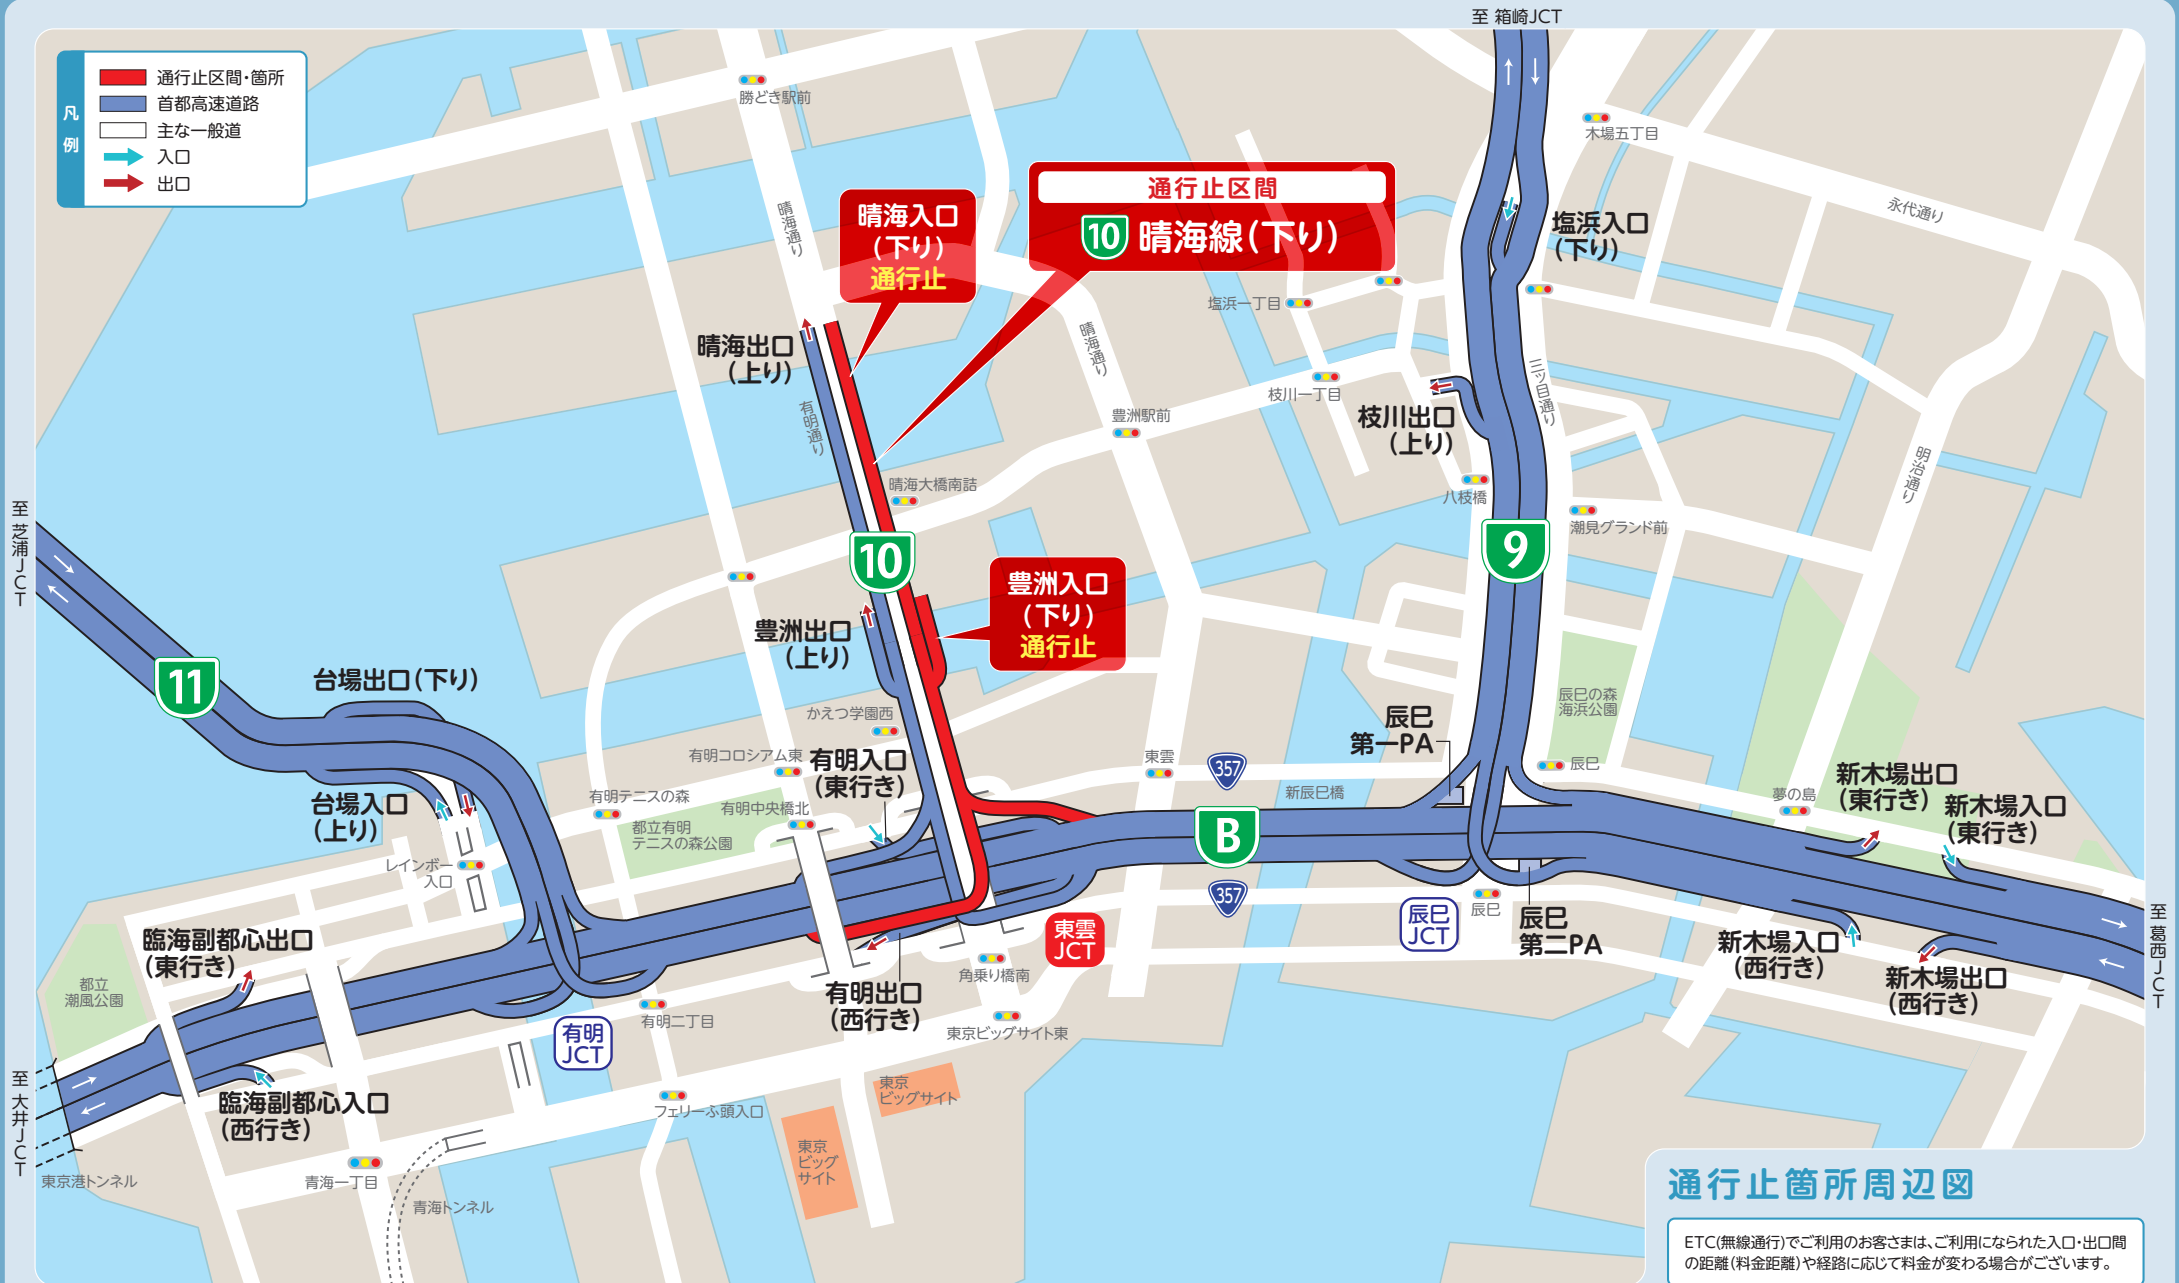 至 箱崎JCT
凡例
通行止区間・箇所
首都高速道路
主な一般道
入口
出口
勝どき駅前
木場五丁目
晴海通り
晴海入口
(下り)
通行止
通行止区間
10 晴海線(下り)
塩浜入口
(下り)
永代通り
塩浜一丁目
晴海出口
(上り)
晴海通り
有明通り
豊洲駅前
枝川一丁目
枝川出口
(上り)
三ッ目通り
明治通り
晴海大橋南詰
八枝橋
潮見グランド前
至 芝浦JCT
10
9
豊洲入口
(下り)
通行止
豊洲出口
(上り)
11
台場出口(下り)
かえつ学園西
辰巳の森
海浜公園
辰巳
第一PA
有明コロシアム東
有明入口
(東行き)
東雲
357
辰巳
新辰巳橋
新木場出口
(東行き)
夢の島
新木場入口
(東行き)
台場入口
(上り)
有明テニスの森
有明中央橋北
都立有明
テニスの森公園
B
レインボー
入口
357
辰巳
JCT
辰巳
辰巳
第二PA
東雲
JCT
至 葛西JCT
臨海副都心出口
(東行き)
新木場入口
(西行き)
新木場出口
(西行き)
都立
潮風公園
角乗り橋南
有明出口
(西行き)
有明二丁目
有明
JCT
東京ビッグサイト東
至 大井JCT
臨海副都心入口
(西行き)
東京
ビッグサイト
フェリーふ頭入口
東京
ビッグ
サイト
東京港トンネル
青海一丁目
青海トンネル
通行止箇所周辺図
ETC(無線通行)でご利用のお客さまは、ご利用になられた入口・出口間
の距離(料金距離)や経路に応じて料金が変わる場合がございます。